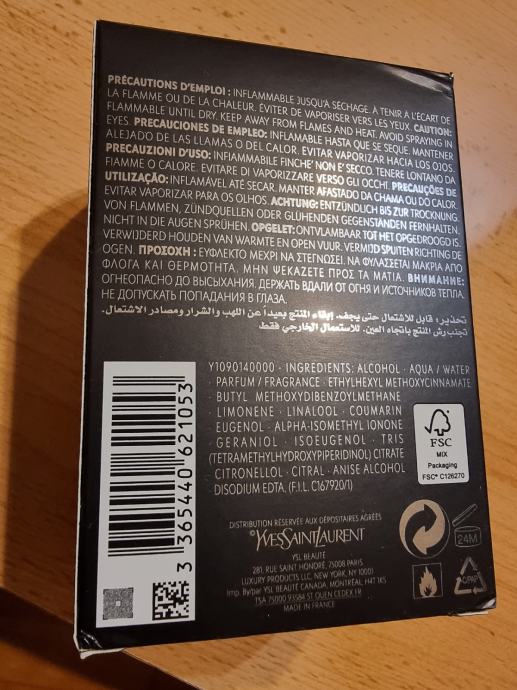 PRÉCAUTIONS D'EMPLOI : INFLAMMABLE JUSQU'A SÉCHAGE. À TENIR À L'ÉCART DE
LA FLAMME OU DE LA CHALEUR. ÉVITER DE VAPORISER VERS LES YEUX. CAUTION:
FLAMMABLE UNTIL DRY. KEEP AWAY FROM FLAMES AND HEAT. AVOID SPRAYING IN
EYES. PRECAUCIONES DE EMPLEO: INFLAMABLE HASTA QUE SE SEQUE. MANTENER
ALEJADO DE LAS LLAMAS O DEL CALOR. EVITAR VAPORIZAR HACIA LOS OJOS.
PRECAUZIONI D'USO: INFIAMMABILE FINCHE' NON E' SECCO. TENERE LONTANO DA
FIAMME O CALORE. EVITARE DI VAPORIZZARE VERSO GLI OCCHI. PRECAUÇÕES DE
UTILIZAÇÃO: INFLAMÁVEL ATÉ SECAR. MANTER AFASTADO DA CHAMA OU DO CALOR.
EVITAR VAPORIZAR PARA OS OLHOS. ACHTUNG: ENTZÜNDLICH BIS ZUR TROCKNUNG.
VON FLAMMEN, ZÜNDQUELLEN ODER GLÜHENDEN GEGENSTÄNDEN FERNHALTEN.
NICHT IN DIE AUGEN SPRÜHEN. OPGELET: ONTVLAMBAAR TOT HET OPGEDROOGD IS.
VERWIJDERD HOUDEN VAN WARMTE EN OPEN VUUR. VERMIJD SPUITEN RICHTING DE
OGEN. ΠΡΟΣΟΧΗ : ΕΥΦΛΕΚΤΟ ΜΕΧΡΙ ΝΑ ΣΤΕΓΝΩΣΕΙ. ΝΑ ΦΥΛΑΣΣΕΤΑΙ ΜΑΚΡΙΑ ΑΠΟ
ΦΛΟΓΑ ΚΑΙ ΘΕΡΜΟΤΗΤΑ. ΜΗΝ ΨΕΚΑΖΕΤΕ ΠΡΟΣ ΤΑ ΜΑΤΙΑ. ВНИМАНИЕ:
ОГНЕОПАСНО ДО ВЫСЫХАНИЯ. ДЕРЖАТЬ ВДАЛИ ОТ ОГНЯ И ИСТОЧНИКОВ ТЕПЛА.
НЕ ДОПУСКАТЬ ПОПАДАНИЯ В ГЛАЗА.
تحذير: قابل للاشتعال حتى يجف. إبقاء المنتج بعيداً عن اللهب والشرار ومصادر الاشتعال.
تجنب رش المنتج باتجاه العين. للاستعمال الخارجي فقط
Y1090140000 - INGREDIENTS: ALCOHOL · AQUA / WATER
· PARFUM / FRAGRANCE · ETHYLHEXYL METHOXYCINNAMATE
· BUTYL METHOXYDIBENZOYLMETHANE
· LIMONENE · LINALOOL · COUMARIN
· EUGENOL · ALPHA-ISOMETHYL IONONE
· GERANIOL · ISOEUGENOL · TRIS
(TETRAMETHYLHYDROXYPIPERIDINOL) CITRATE
· CITRONELLOL · CITRAL · ANISE ALCOHOL
· DISODIUM EDTA. (F.I.L. C167920/1)
3 365440 621053
FSC
MIX
Packaging
FSC® C126270
DISTRIBUTION RÉSERVÉE AUX DÉPOSITAIRES AGRÉÉS
©YVESSAINTLAURENT
YSL BEAUTÉ
281, RUE SAINT HONORÉ, 75008 PARIS
LUXURY PRODUCTS LLC, NEW YORK, NY 10001
Imp. By/par YSL BEAUTÉ CANADA, MONTRÉAL H4T 1K5
TSA 75000 93584 ST OUEN CEDEX FR
MADE IN FRANCE
24M
C/PAP